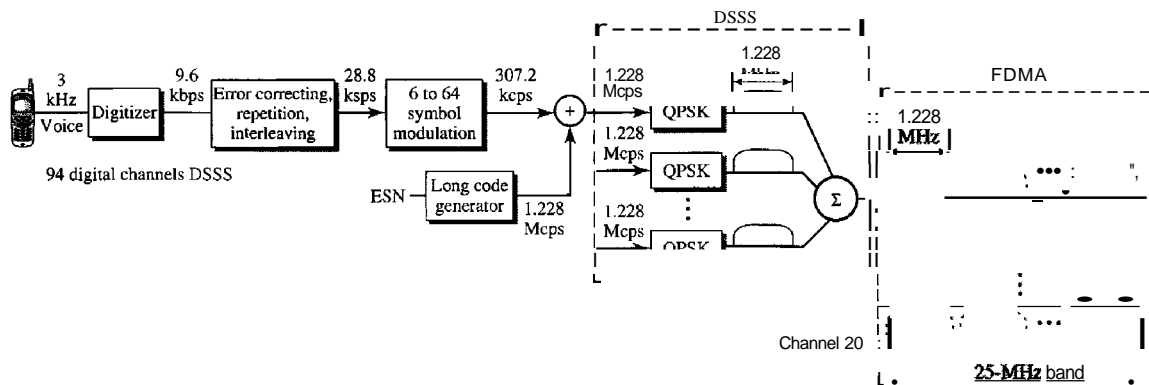 DSSS
FDMA
3
kHz
Voice
Digitizer
9.6
kbps
Error correcting,
repetition,
interleaving
28.8
ksps
6 to 64
symbol
modulation
307.2
kcps
+
1.228
Mcps
QPSK
1.228
1.228
MHz
1.228
Mcps
QPSK
1.228
Mcps
QPSK
Σ
94 digital channels DSSS
ESN
Long code
generator
1.228
Mcps
Channel 20
25-MHz band